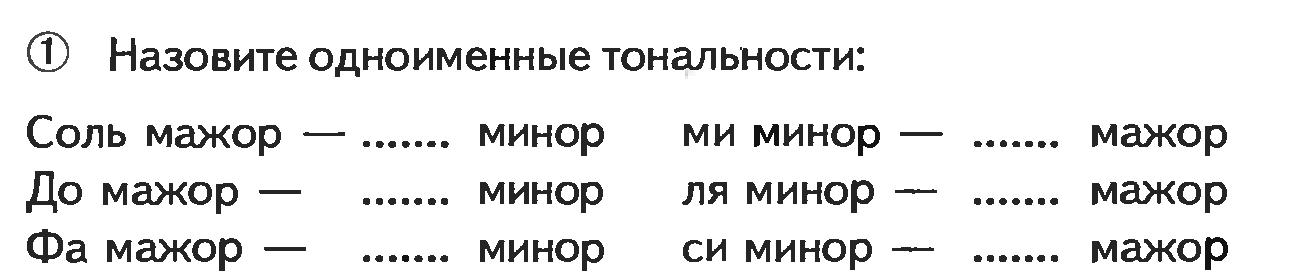 ① Назовите одноименные тональности:
Соль мажор — ....... минор ми минор — ....... мажор
До мажор — ....... минор ля минор — ....... мажор
Фа мажор — ....... минор си минор — ....... мажор